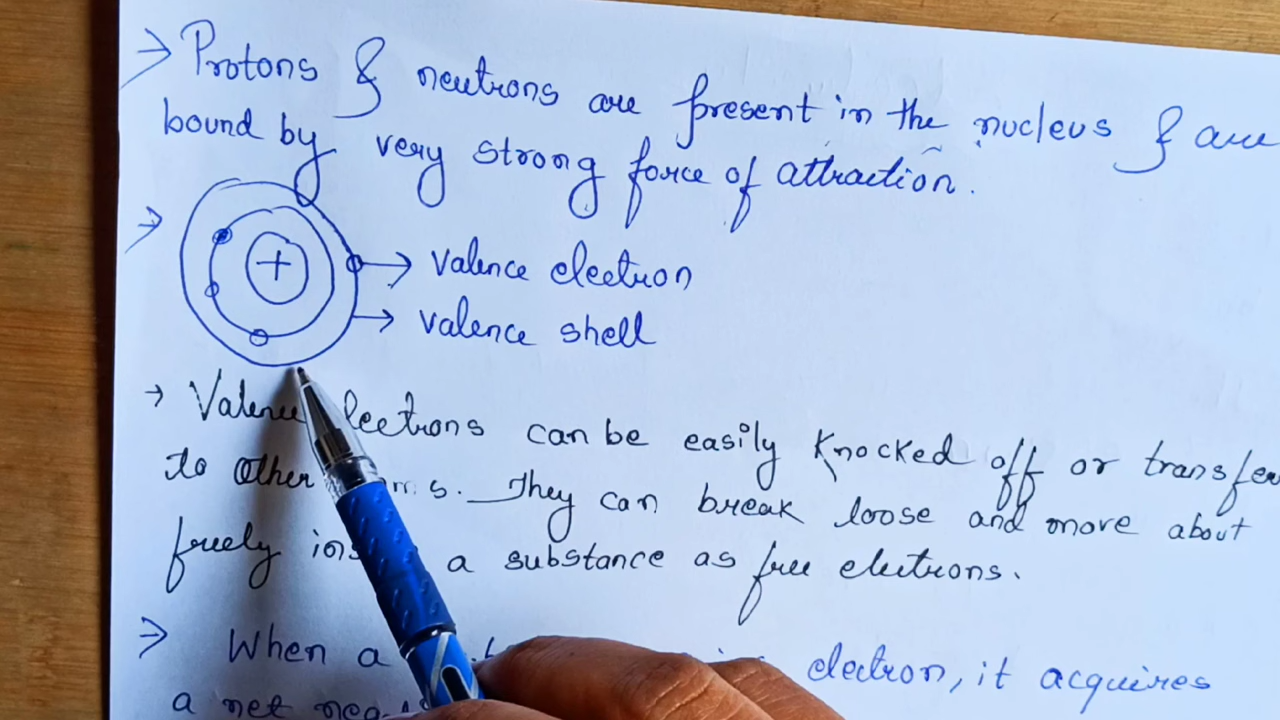 → Protons & neutrons are present in the nucleus & are
bound by very strong force of attraction.
→
+
→ Valence electron
→ Valence shell
→ Valence electrons can be easily knocked off or transfer
to other. They can break loose and move about
freely a substance as free electrons.
→ When a electron, it acquires
a net